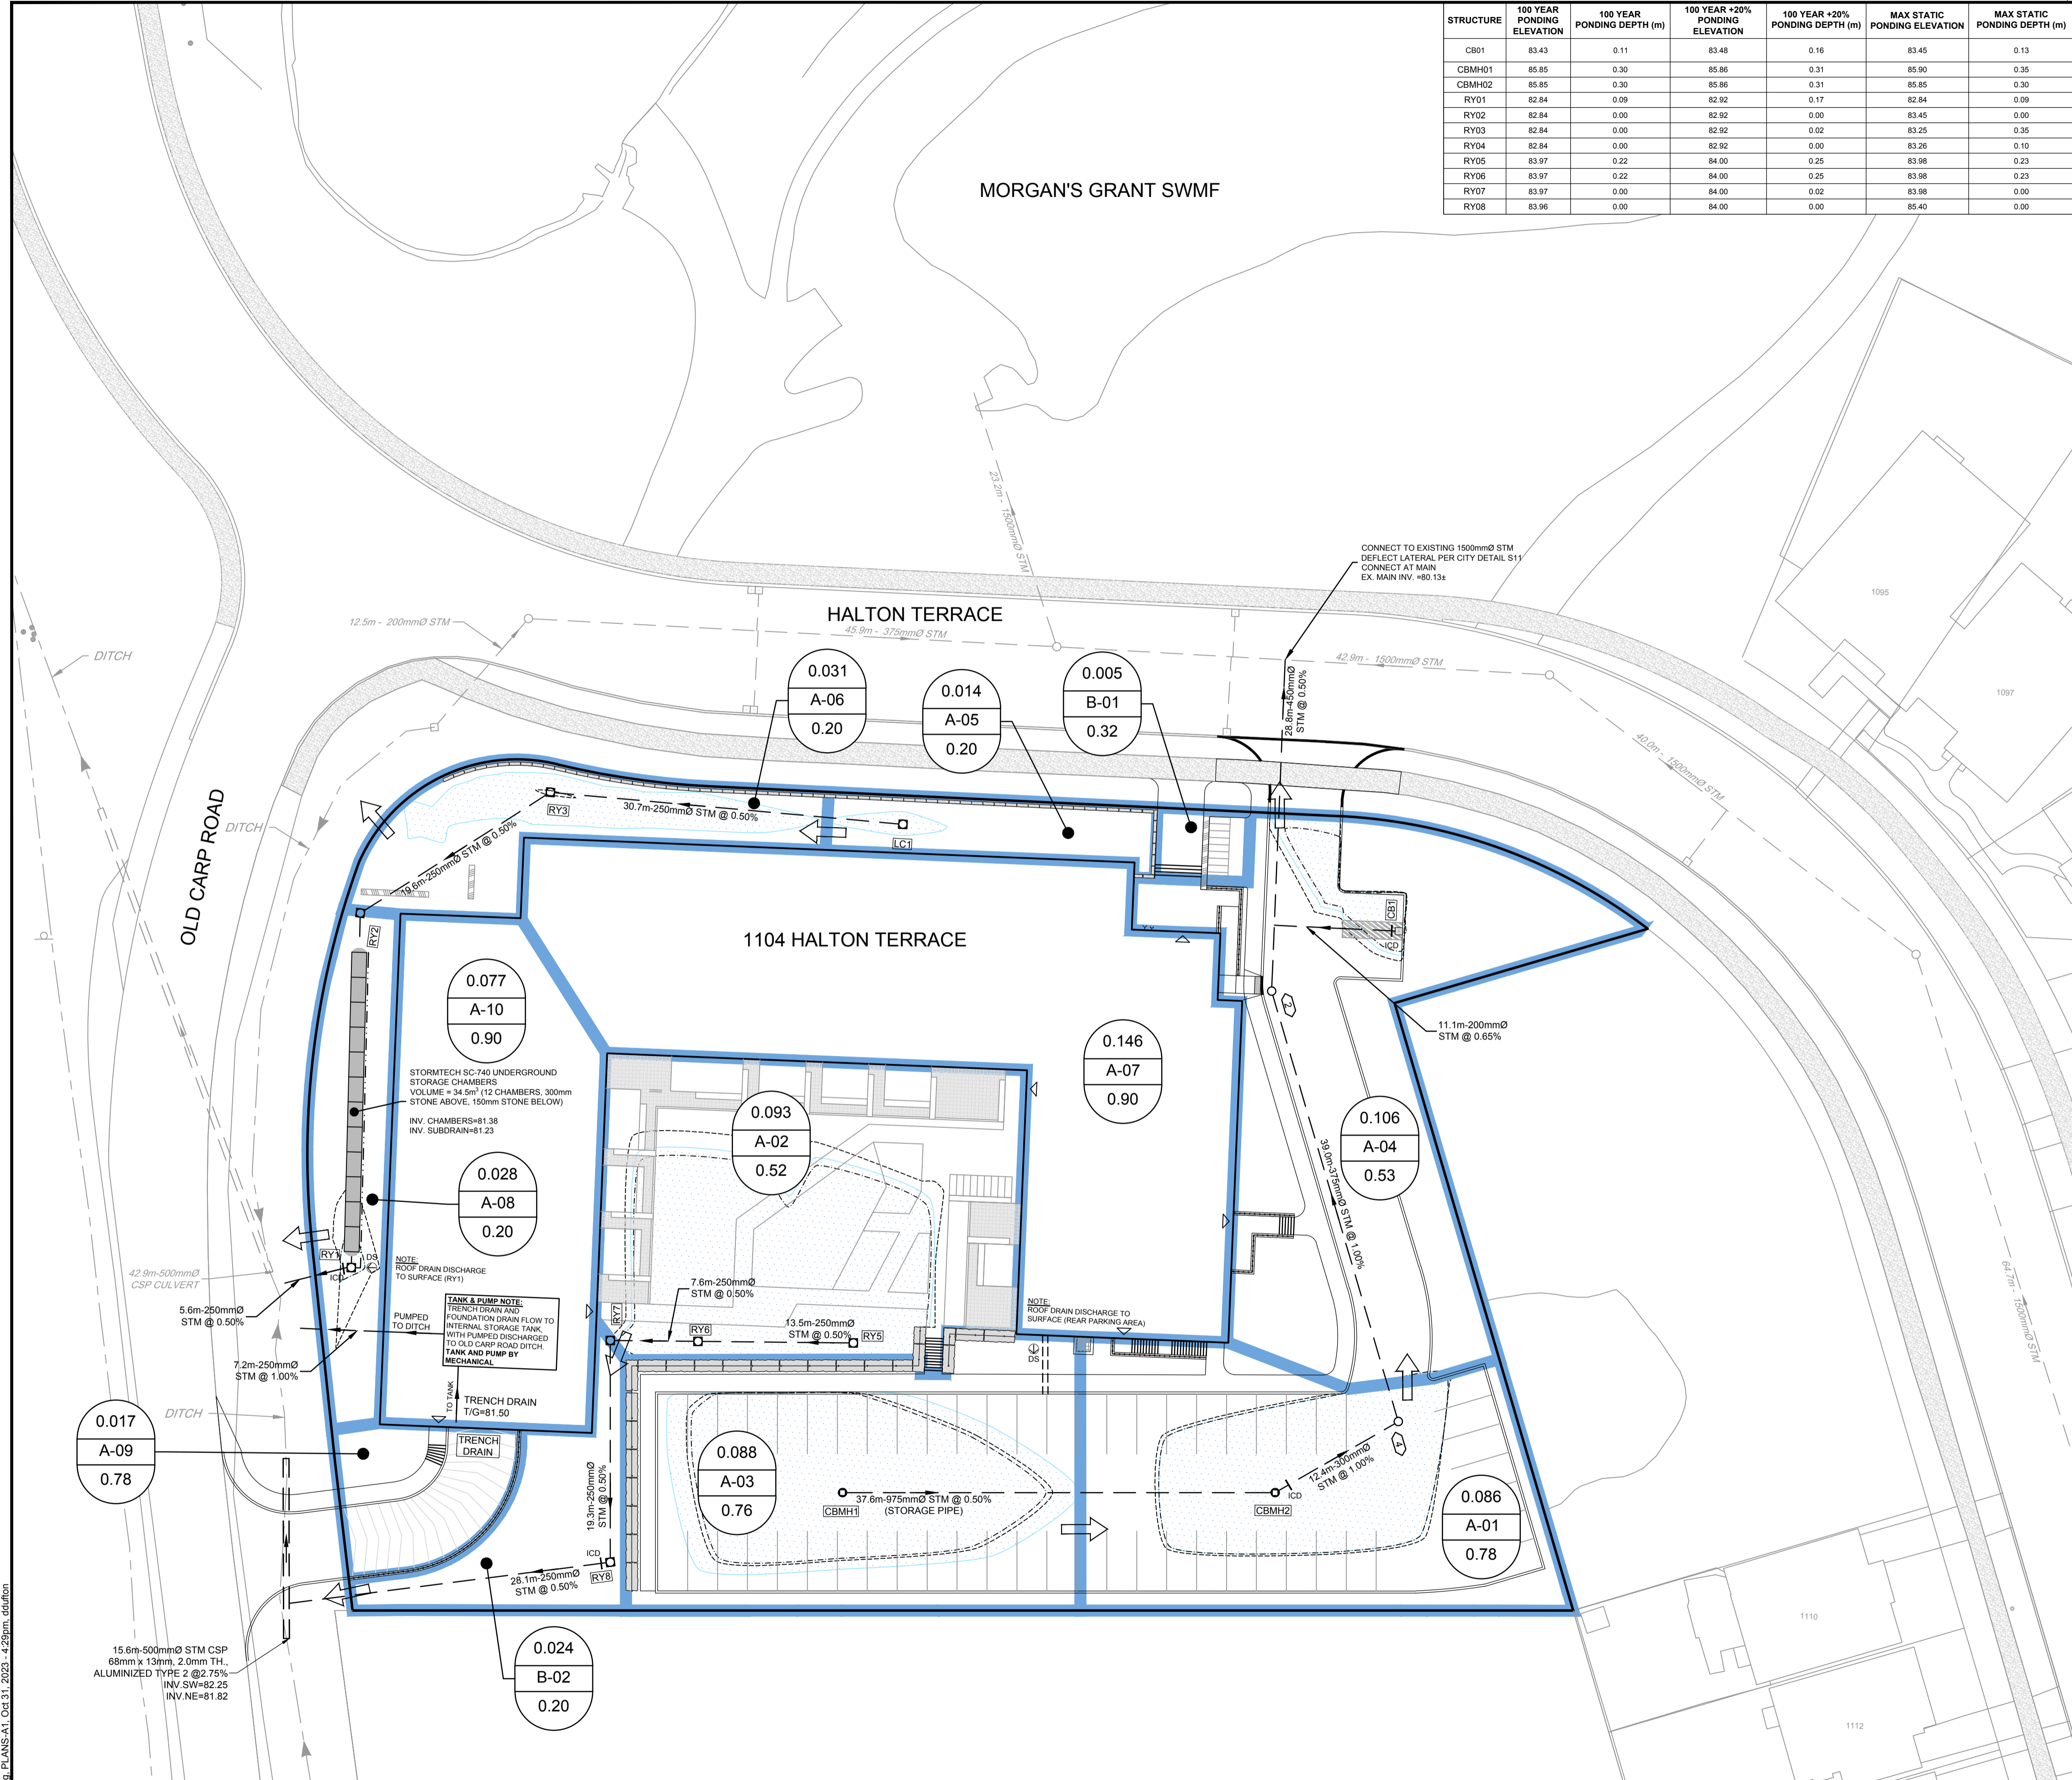 STRUCTURE 100 YEAR PONDING ELEVATION 100 YEAR PONDING DEPTH (m) 100 YEAR +20% PONDING ELEVATION 100 YEAR +20% PONDING DEPTH (m) MAX STATIC PONDING ELEVATION MAX STATIC PONDING DEPTH (m)
CB01 83.43 0.11 83.48 0.16 83.45 0.13
CBMH01 85.85 0.30 85.86 0.31 85.90 0.35
CBMH02 85.85 0.30 85.86 0.31 85.85 0.30
RY01 82.84 0.09 82.92 0.17 82.84 0.09
RY02 82.84 0.00 82.92 0.00 83.45 0.00
RY03 82.84 0.00 82.92 0.02 83.25 0.35
RY04 82.84 0.00 82.92 0.00 83.26 0.10
RY05 83.97 0.22 84.00 0.25 83.98 0.23
RY06 83.97 0.22 84.00 0.25 83.98 0.23
RY07 83.97 0.00 84.00 0.02 83.98 0.00
RY08 83.96 0.00 84.00 0.00 85.40 0.00
MORGAN'S GRANT SWMF
23.2m - 1500mmØ STM
CONNECT TO EXISTING 1500mmØ STM
DEFLECT LATERAL PER CITY DETAIL S11
CONNECT AT MAIN
EX. MAIN INV. =80.13±
1095
1097
HALTON TERRACE
12.5m - 200mmØ STM
45.9m - 375mmØ STM
42.9m - 1500mmØ STM
40.0m - 1500mmØ STM
64.7m - 1500mmØ STM
DITCH
0.031
A-06
0.20
0.014
A-05
0.20
0.005
B-01
0.32
28.8m-450mmØ
STM @ 0.50%
OLD CARP ROAD
DITCH
RY3
30.7m-250mmØ STM @ 0.50%
LC1
19.6m-250mmØ STM @ 0.50%
RY2
CB1
ICD
1104 HALTON TERRACE
2
11.1m-200mmØ
STM @ 0.65%
0.077
A-10
0.90
STORMTECH SC-740 UNDERGROUND
STORAGE CHAMBERS
VOLUME = 34.5m³ (12 CHAMBERS, 300mm
STONE ABOVE, 150mm STONE BELOW)
INV. CHAMBERS=81.38
INV. SUBDRAIN=81.23
0.146
A-07
0.90
0.093
A-02
0.52
0.106
A-04
0.53
39.0m-375mmØ STM @ 1.00%
0.028
A-08
0.20
RY1
DS
ICD
NOTE:
ROOF DRAIN DISCHARGE
TO SURFACE (RY1)
42.9m-500mmØ
CSP CULVERT
5.6m-250mmØ
STM @ 0.50%
PUMPED
TO DITCH
TANK & PUMP NOTE:
TRENCH DRAIN AND
FOUNDATION DRAIN FLOW TO
INTERNAL STORAGE TANK,
WITH PUMPED DISCHARGED
TO OLD CARP ROAD DITCH.
TANK AND PUMP BY
MECHANICAL
7.2m-250mmØ
STM @ 1.00%
TO TANK
TRENCH DRAIN
T/G=81.50
TRENCH
DRAIN
RY7
7.6m-250mmØ
STM @ 0.50%
RY6
13.5m-250mmØ
STM @ 0.50%
RY5
NOTE:
ROOF DRAIN DISCHARGE TO
SURFACE (REAR PARKING AREA)
DS
DITCH
0.017
A-09
0.78
19.3m-250mmØ
STM @ 0.50%
0.088
A-03
0.76
CBMH1
37.6m-975mmØ STM @ 0.50%
(STORAGE PIPE)
CBMH2
ICD
12.4m-300mmØ
STM @ 1.00%
4
0.086
A-01
0.78
ICD
RY8
28.1m-250mmØ
STM @ 0.50%
0.024
B-02
0.20
15.6m-500mmØ STM CSP
68mm x 13mm, 2.0mm TH.,
ALUMINIZED TYPE 2 @2.75%
INV.SW=82.25
INV.NE=81.82
1110
1112
PLANS-A1, Oct 31, 2023 - 4:29pm, ddufton